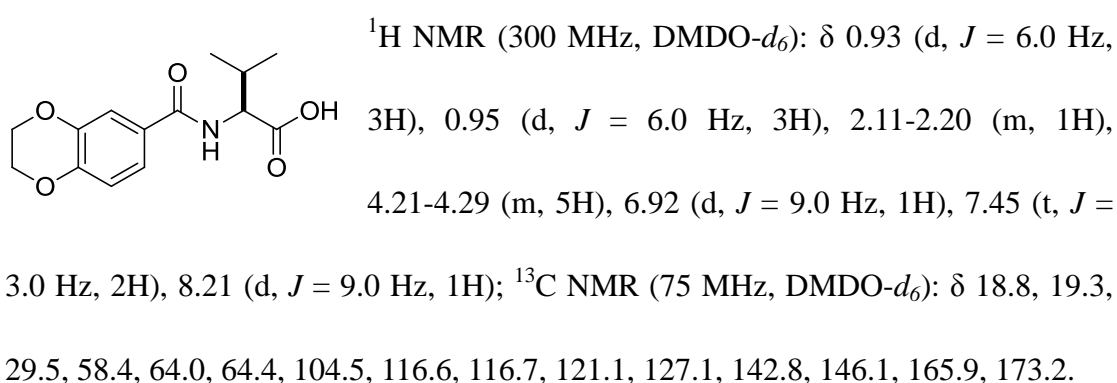 ¹H NMR (300 MHz, DMDO-d₆): δ 0.93 (d, J = 6.0 Hz,
3H), 0.95 (d, J = 6.0 Hz, 3H), 2.11-2.20 (m, 1H),
4.21-4.29 (m, 5H), 6.92 (d, J = 9.0 Hz, 1H), 7.45 (t, J =
3.0 Hz, 2H), 8.21 (d, J = 9.0 Hz, 1H); ¹³C NMR (75 MHz, DMDO-d₆): δ 18.8, 19.3,
29.5, 58.4, 64.0, 64.4, 104.5, 116.6, 116.7, 121.1, 127.1, 142.8, 146.1, 165.9, 173.2.
O
O
OH
N
H
O
O